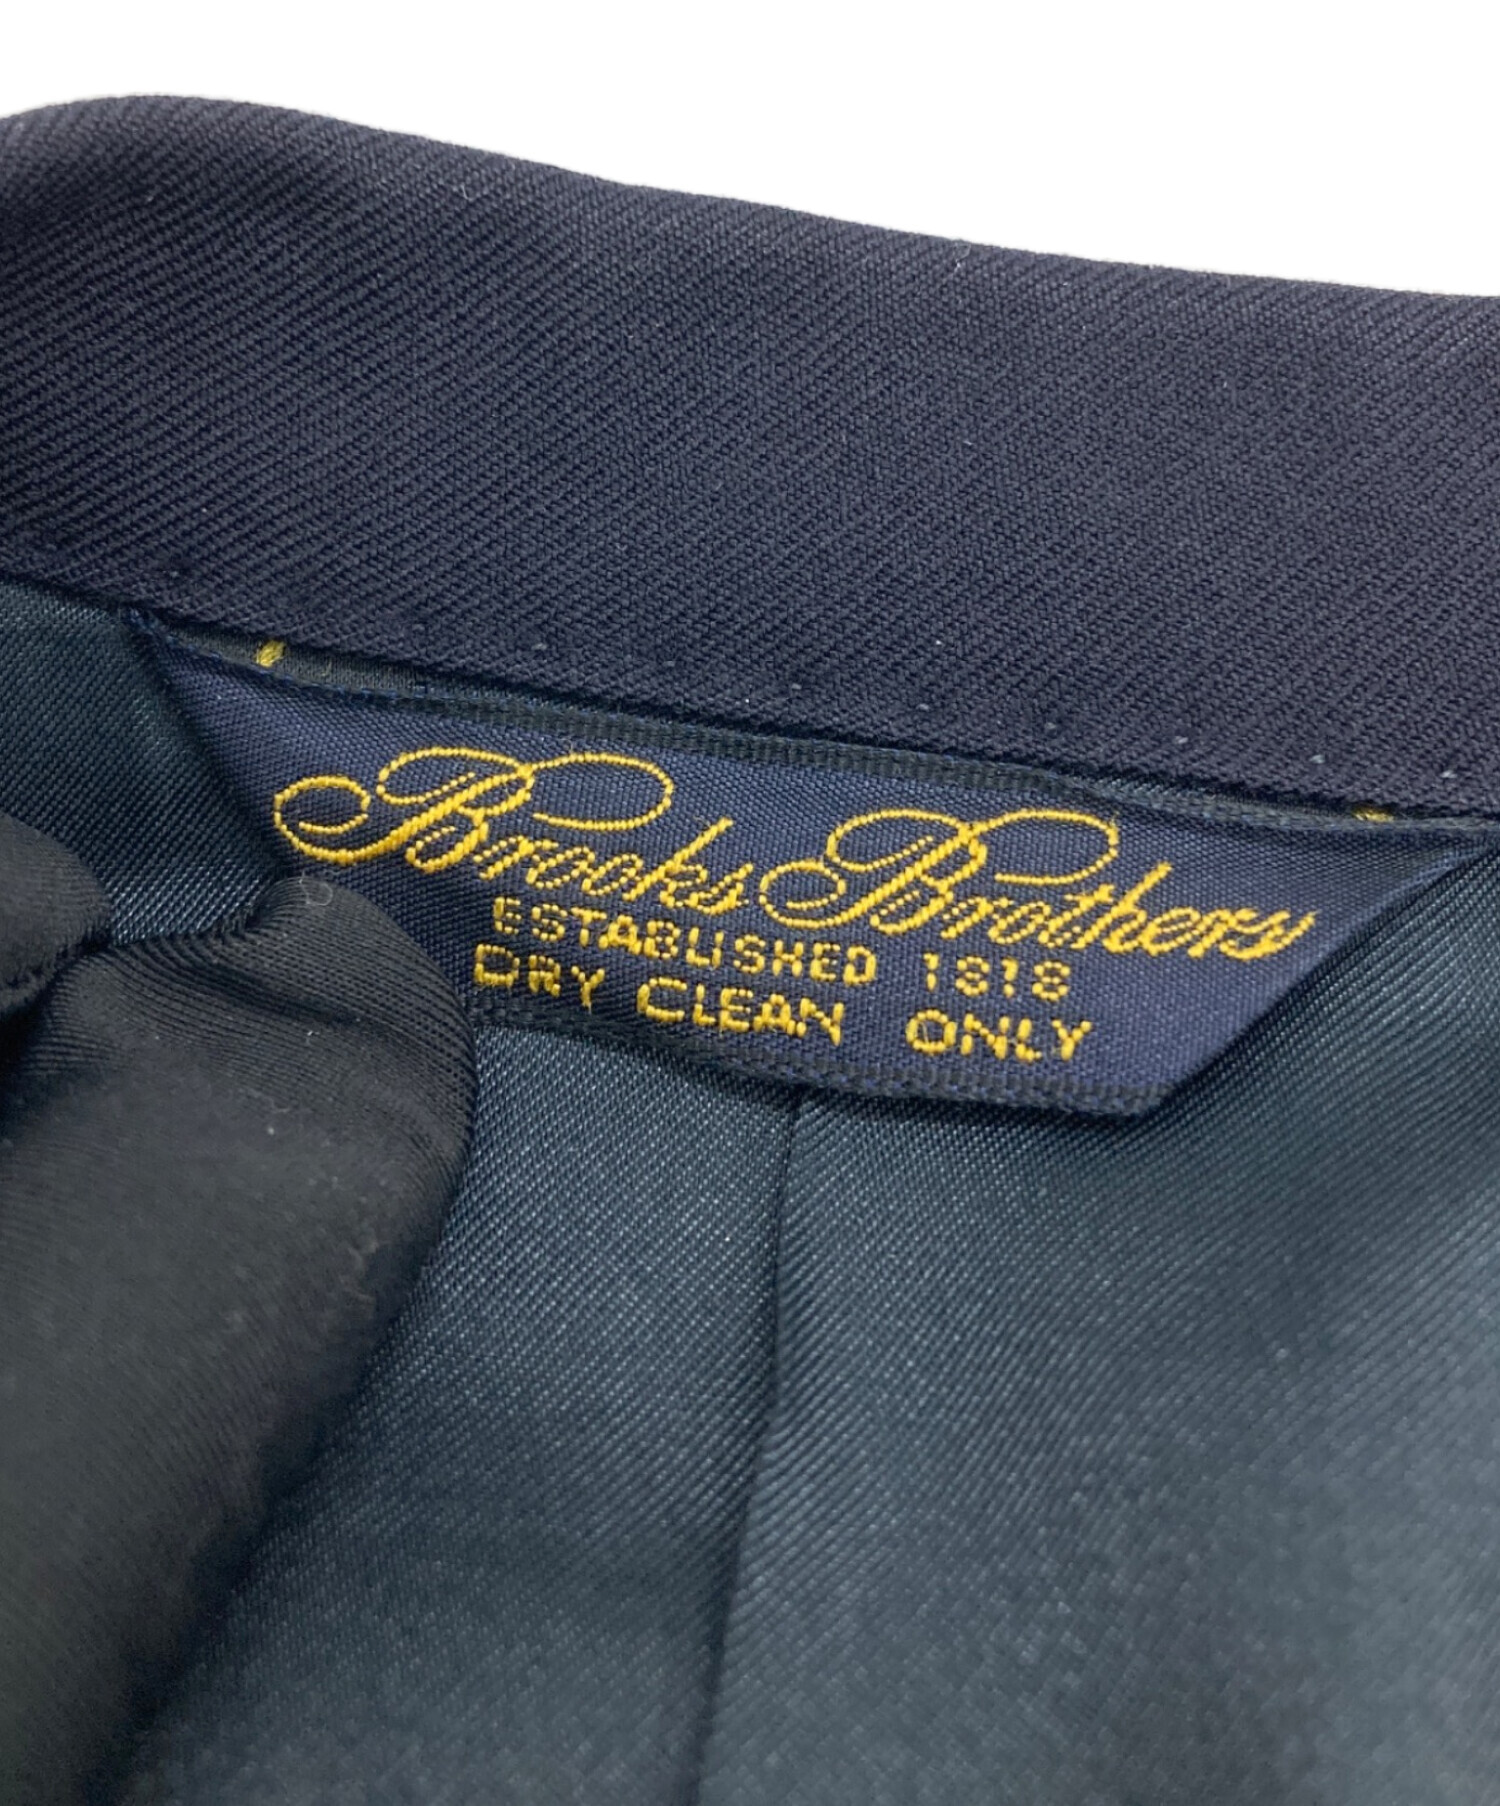 Brooks Brothers
ESTABLISHED 1818
DRY CLEAN ONLY